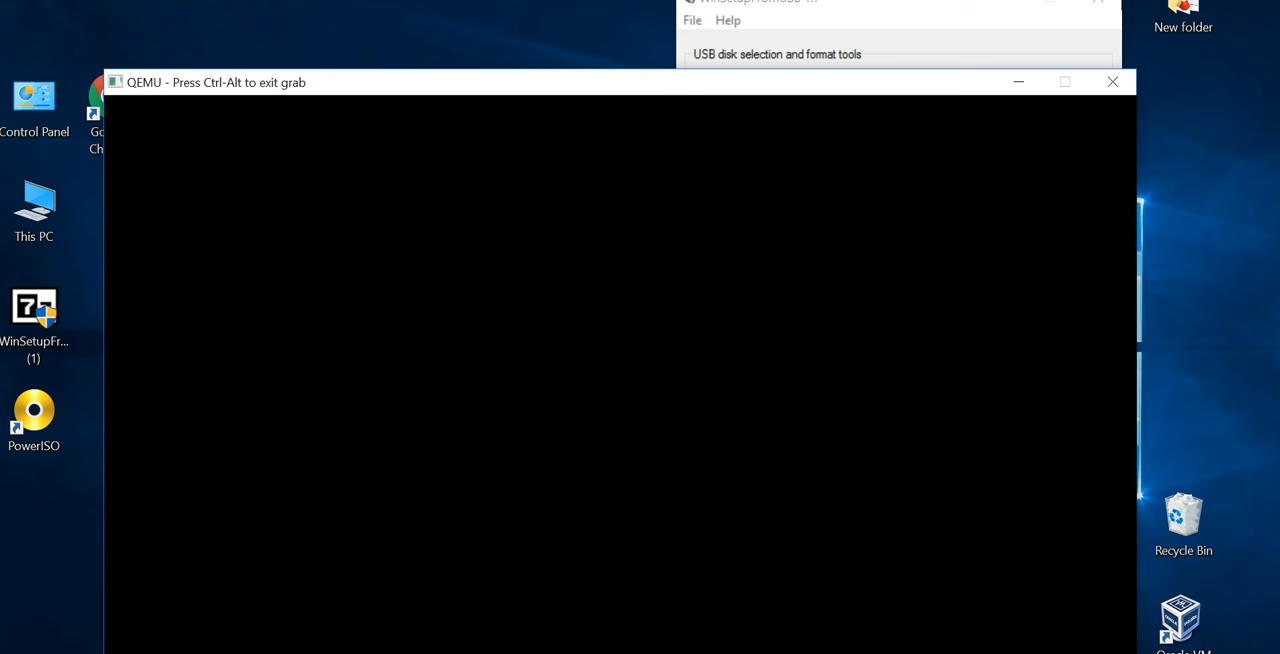 File Help
New folder
USB disk selection and format tools
QEMU - Press Ctrl-Alt to exit grab
Control Panel
This PC
WinSetupFr...
(1)
PowerISO
Recycle Bin